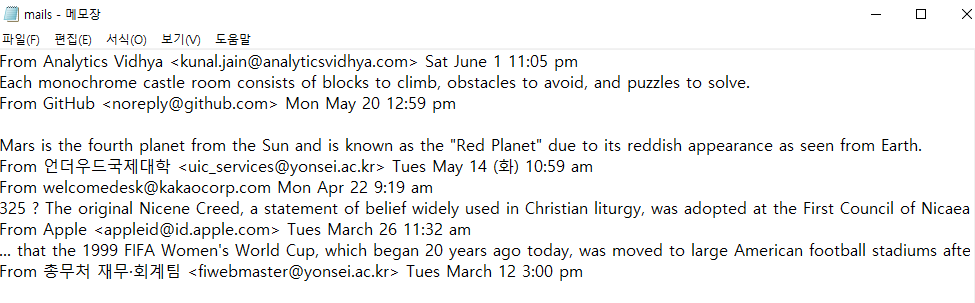 mails - 메모장
파일(F) 편집(E) 서식(O) 보기(V) 도움말
From Analytics Vidhya <kunal.jain@analyticsvidhya.com> Sat June 1 11:05 pm
Each monochrome castle room consists of blocks to climb, obstacles to avoid, and puzzles to solve.
From GitHub <noreply@github.com> Mon May 20 12:59 pm
Mars is the fourth planet from the Sun and is known as the "Red Planet" due to its reddish appearance as seen from Earth.
From 언더우드국제대학 <uic_services@yonsei.ac.kr> Tues May 14 (화) 10:59 am
From welcomedesk@kakaocorp.com Mon Apr 22 9:19 am
325 ? The original Nicene Creed, a statement of belief widely used in Christian liturgy, was adopted at the First Council of Nicaea
From Apple <appleid@id.apple.com> Tues March 26 11:32 am
... that the 1999 FIFA Women's World Cup, which began 20 years ago today, was moved to large American football stadiums afte
From 총무처 재무·회계팀 <fiwebmaster@yonsei.ac.kr> Tues March 12 3:00 pm